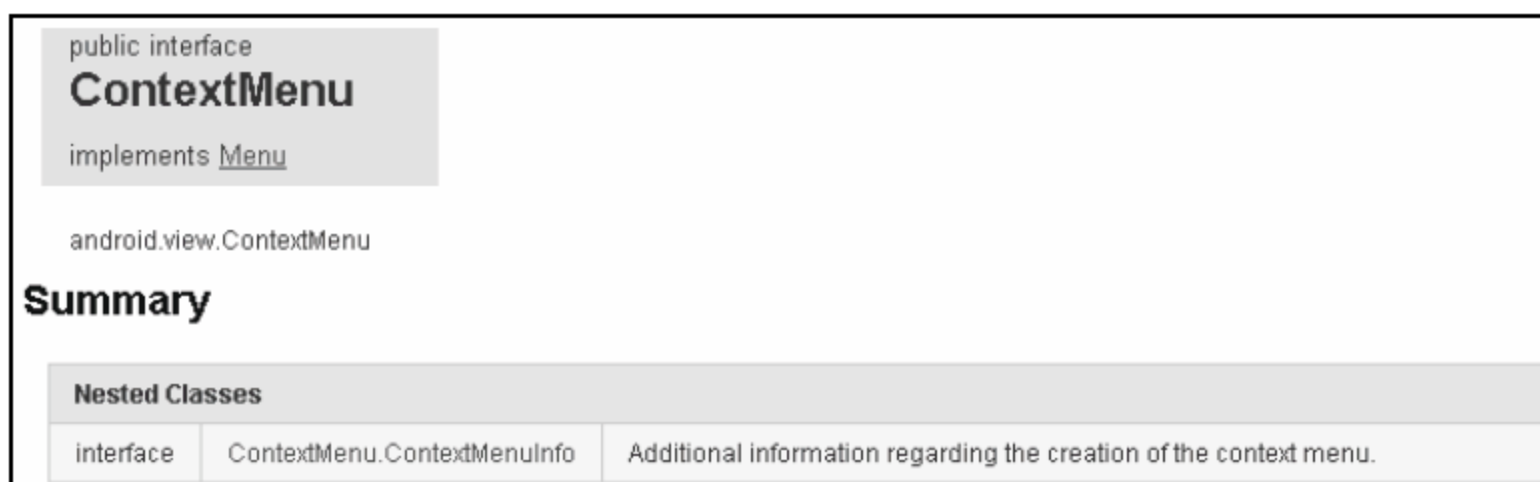 public interface
ContextMenu
implements Menu
android.view.ContextMenu
Summary
Nested Classes
interface ContextMenu.ContextMenuInfo Additional information regarding the creation of the context menu.